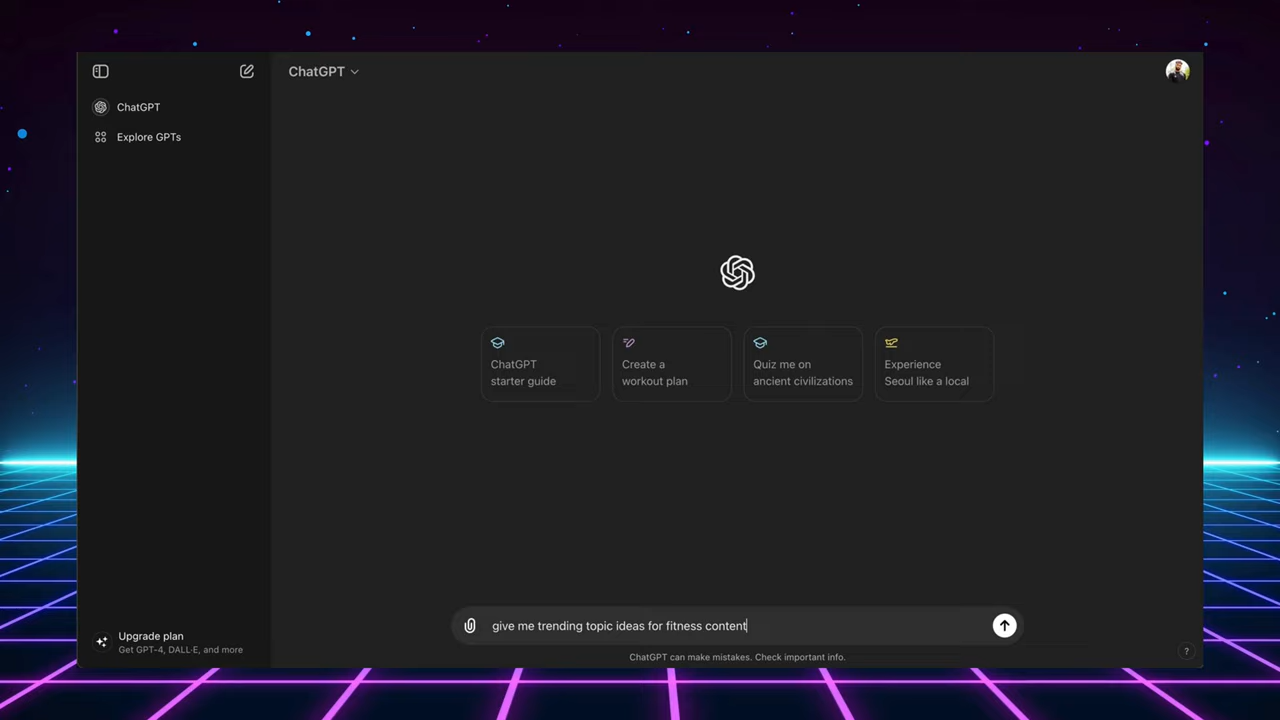 ChatGPT
ChatGPT
Explore GPTs
ChatGPT
starter guide
Create a
workout plan
Quiz me on
ancient civilizations
Experience
Seoul like a local
give me trending topic ideas for fitness content
Upgrade plan
Get GPT-4, DALL·E, and more
ChatGPT can make mistakes. Check important info.
?